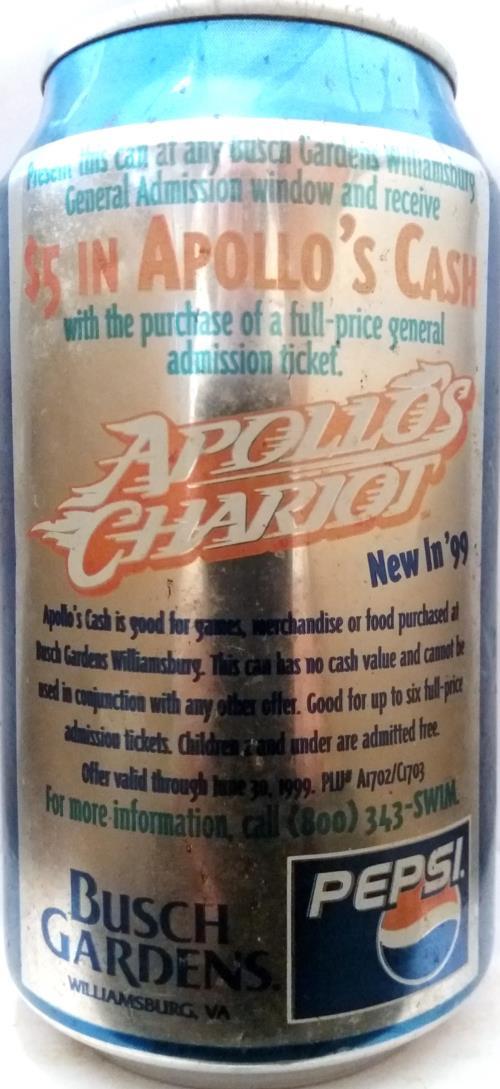 Present this can at any Busch Gardens Williamsburg
General Admission window and receive
$5 IN APOLLO'S CASH
with the purchase of a full-price general
admission ticket.
APOLLO'S
CHARIOT
New In '99
Apollo's Cash is good for games, merchandise or food purchased at
Busch Gardens Williamsburg. This can has no cash value and cannot be
used in conjunction with any other offer. Good for up to six full-price
admission tickets. Children 2 and under are admitted free.
Offer valid through June 30, 1999. PLU# A1702/C1703
For more information, call (800) 343-SWIM.
BUSCH
GARDENS.
WILLIAMSBURG, VA
PEPSI